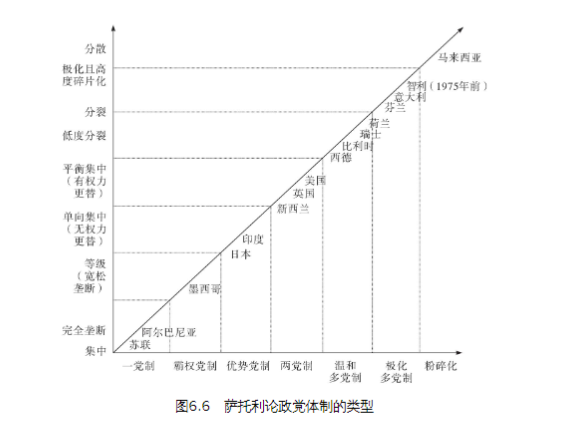 分散
马来西亚
极化且高
度碎片化
智利（1975年前）
意大利
芬兰
分裂
荷兰
瑞士
低度分裂
比利时
西德
平衡集中
（有权力
更替）
美国
英国
新西兰
单向集中
（无权力
更替）
印度
日本
等级
（宽松
垄断）
墨西哥
完全垄断
阿尔巴尼亚
苏联
集中
一党制
霸权党制
优势党制
两党制
温和
多党制
极化
多党制
粉碎化
图6.6 萨托利论政党体制的类型